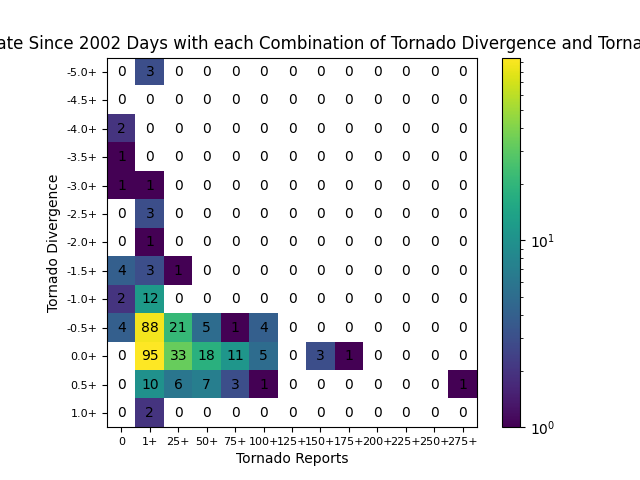 ate Since 2002 Days with each Combination of Tornado Divergence and Torna
-5.0+ 0 3 0 0 0 0 0 0 0 0 0 0 0
-4.5+ 0 0 0 0 0 0 0 0 0 0 0 0 0
-4.0+ 2 0 0 0 0 0 0 0 0 0 0 0 0
-3.5+ 1 0 0 0 0 0 0 0 0 0 0 0 0
-3.0+ 1 1 0 0 0 0 0 0 0 0 0 0 0
-2.5+ 0 3 0 0 0 0 0 0 0 0 0 0 0
-2.0+ 0 1 0 0 0 0 0 0 0 0 0 0 0
-1.5+ 4 3 1 0 0 0 0 0 0 0 0 0 0
-1.0+ 2 12 0 0 0 0 0 0 0 0 0 0 0
-0.5+ 4 88 21 5 1 4 0 0 0 0 0 0 0
0.0+ 0 95 33 18 11 5 0 3 1 0 0 0 0
0.5+ 0 10 6 7 3 1 0 0 0 0 0 0 1
1.0+ 0 2 0 0 0 0 0 0 0 0 0 0 0
0 1+ 25+ 50+ 75+ 100+ 125+ 150+ 175+ 200+ 225+ 250+ 275+
Tornado Reports
Tornado Divergence
10^1
10^0